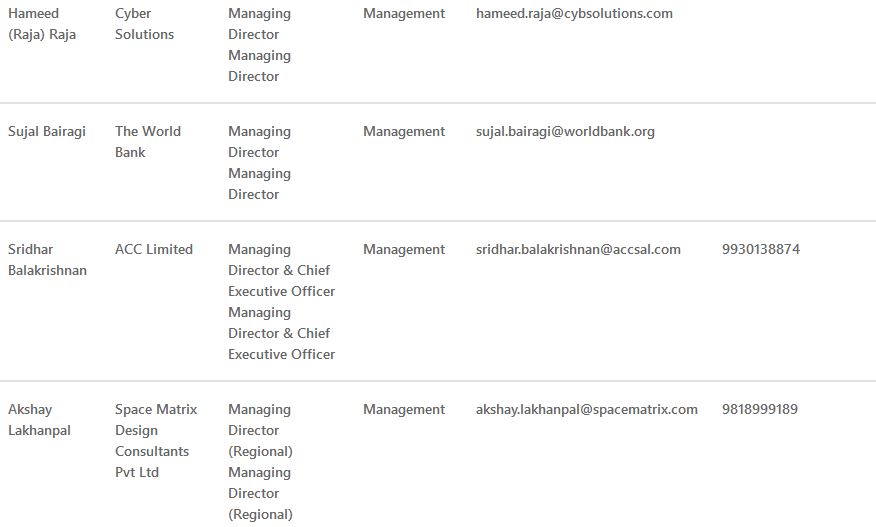 Hameed (Raja) Raja
Cyber Solutions
Managing Director
Managing Director
Management
hameed.raja@cybsolutions.com
Sujal Bairagi
The World Bank
Managing Director
Managing Director
Management
sujal.bairagi@worldbank.org
Sridhar Balakrishnan
ACC Limited
Managing Director & Chief Executive Officer
Managing Director & Chief Executive Officer
Management
sridhar.balakrishnan@accsal.com
9930138874
Akshay Lakhanpal
Space Matrix Design Consultants Pvt Ltd
Managing Director (Regional)
Managing Director (Regional)
Management
akshay.lakhanpal@spacematrix.com
9818999189